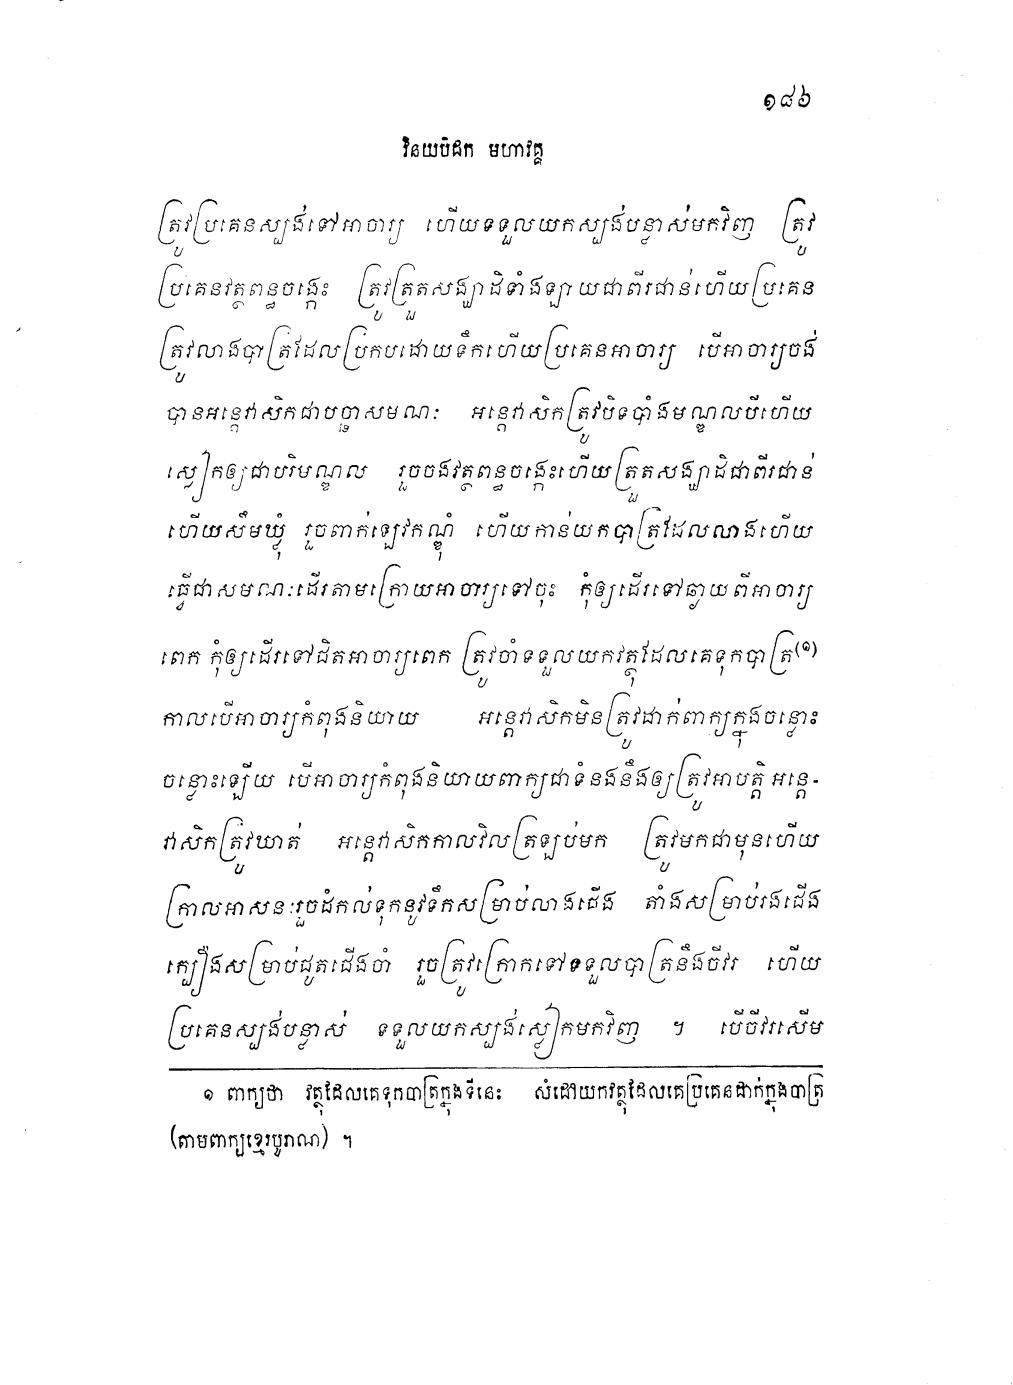 ១៨៦
វិនយបិដក មហាវគ្គ
ត្រូវប្រគេនស្បង់ទៅអាចារ្យ ហើយទទួលយកស្បង់បន្លាស់មកវិញ ត្រូវ
ប្រគេនវត្ថពន្ធចង្កេះ ត្រូវត្រួតសង្ឃាដិទាំងឡាយជាពីរជាន់ហើយប្រគេន
ត្រូវលាងបាត្រដែលប្រកបដោយទឹកហើយប្រគេនអាចារ្យ បើអាចារ្យចង់
បានអន្តេវាសិកជាបច្ឆាសមណៈ អន្តេវាសិកត្រូវបិទបាំងមណ្ឌលបីហើយ
ស្លៀកឲ្យជាបរិមណ្ឌល រួចចងវត្ថពន្ធចង្កេះហើយត្រួតសង្ឃាដិជាពីរជាន់
ហើយសឹមឃ្លុំ រួចពាក់ឡេវកណ្ឌុំ ហើយកាន់យកបាត្រដែលលាងហើយ
ធ្វើជាសមណៈដើរតាមក្រោយអាចារ្យទៅចុះ កុំឲ្យដើរទៅឆ្ងាយពីអាចារ្យ
ពេក កុំឲ្យដើរទៅជិតអាចារ្យពេក ត្រូវចាំទទួលយកវត្ថុដែលគេទុកបាត្រ(១)
កាលបើអាចារ្យកំពុងនិយាយ អន្តេវាសិកមិនត្រូវដាក់ពាក្យក្នុងចន្លោះ
ចន្លោះឡើយ បើអាចារ្យកំពុងនិយាយពាក្យជាទំនងនឹងឲ្យត្រូវអាបត្តិ អន្តេ-
វាសិកត្រូវឃាត់ អន្តេវាសិកកាលវិលត្រឡប់មក ត្រូវមកជាមុនហើយ
ក្រាលអាសនៈរួចដំកល់ទុកនូវទឹកសម្រាប់លាងជើង តាំងសម្រាប់រងជើង
ក្បឿងសម្រាប់ជូតជើងចាំ រួចត្រូវក្រោកទៅទទួលបាត្រនឹងចីវរ ហើយ
ប្រគេនស្បង់បន្លាស់ ទទួលយកស្បង់ស្លៀកមកវិញ ។ បើចីវរសើម
១ ពាក្យថា វត្ថុដែលគេទុកបាត្រក្នុងទីនេះ សំដៅយកវត្ថុដែលគេប្រគេនដាក់ក្នុងបាត្រ
(តាមពាក្យខ្មែរបូរាណ) ។